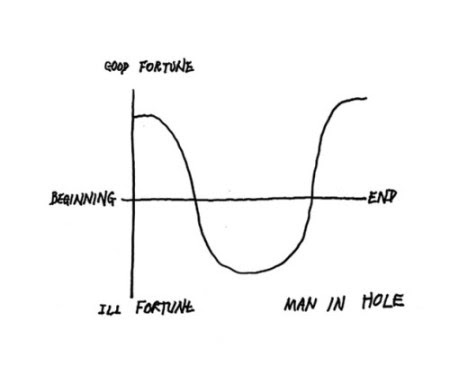 GOOD FORTUNE
BEGINNING
END
ILL FORTUNE
MAN IN HOLE